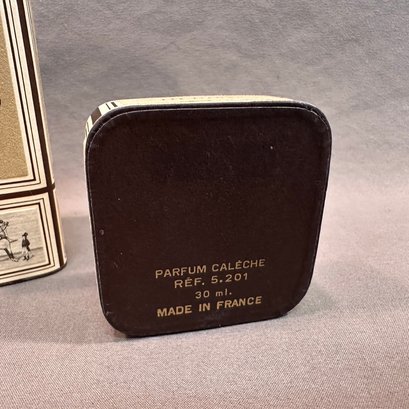 PARFUM CALÈCHE
RÉF. 5.201
30 ml.
MADE IN FRANCE